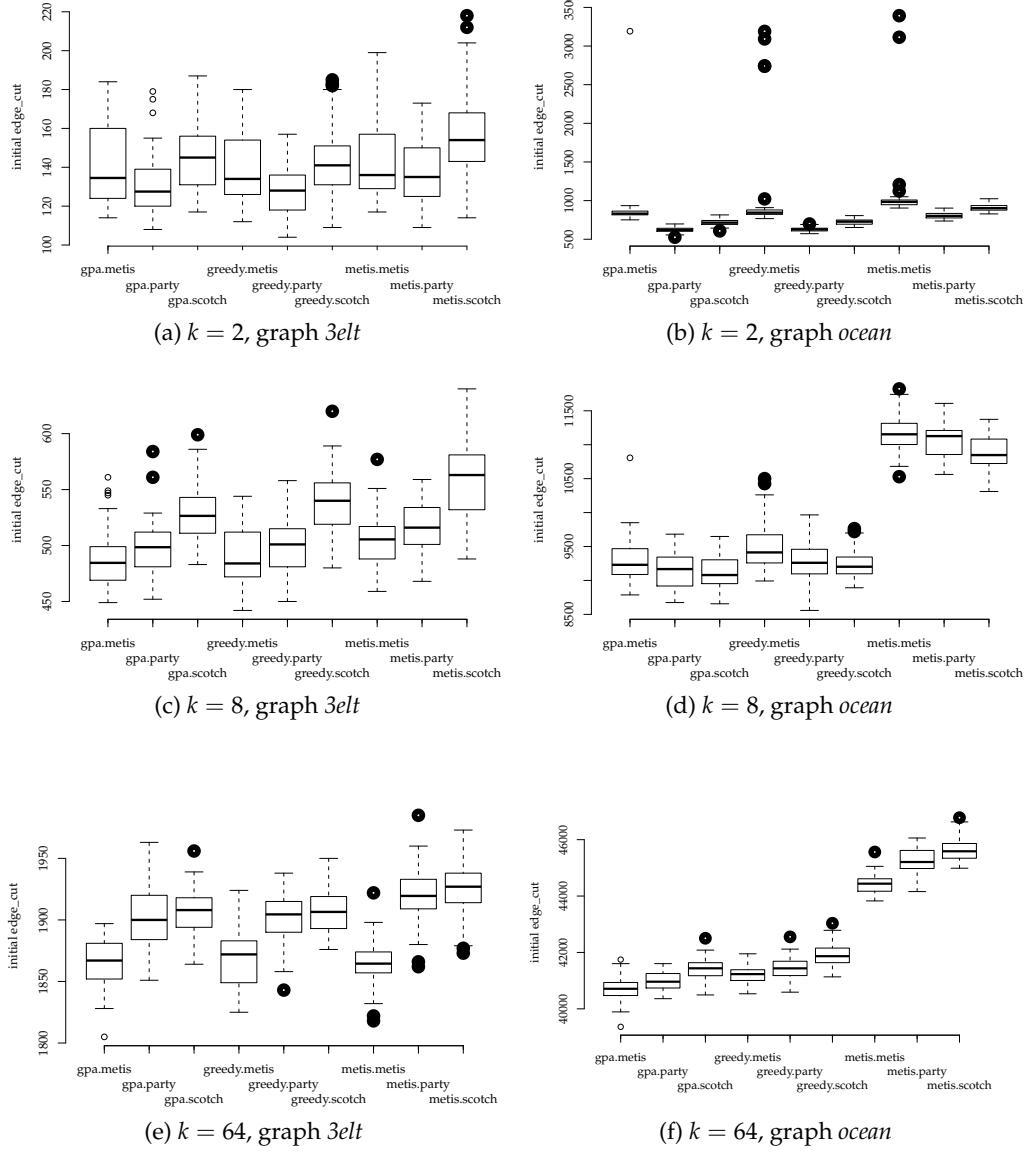 initial edge_cut
100 120 140 160 180 200 220
gpa.metis greedy.metis metis.metis
gpa.party greedy.party metis.party
gpa.scotch greedy.scotch metis.scotch
(a) k = 2, graph 3elt
initial edge_cut
500 1000 1500 2000 2500 3000 3500
gpa.metis greedy.metis metis.metis
gpa.party greedy.party metis.party
gpa.scotch greedy.scotch metis.scotch
(b) k = 2, graph ocean
initial edge_cut
450 500 550 600
gpa.metis greedy.metis metis.metis
gpa.party greedy.party metis.party
gpa.scotch greedy.scotch metis.scotch
(c) k = 8, graph 3elt
initial edge_cut
8500 9500 10500 11500
gpa.metis greedy.metis metis.metis
gpa.party greedy.party metis.party
gpa.scotch greedy.scotch metis.scotch
(d) k = 8, graph ocean
initial edge_cut
1800 1850 1900 1950
gpa.metis greedy.metis metis.metis
gpa.party greedy.party metis.party
gpa.scotch greedy.scotch metis.scotch
(e) k = 64, graph 3elt
initial edge_cut
40000 42000 44000 46000
gpa.metis greedy.metis metis.metis
gpa.party greedy.party metis.party
gpa.scotch greedy.scotch metis.scotch
(f) k = 64, graph ocean